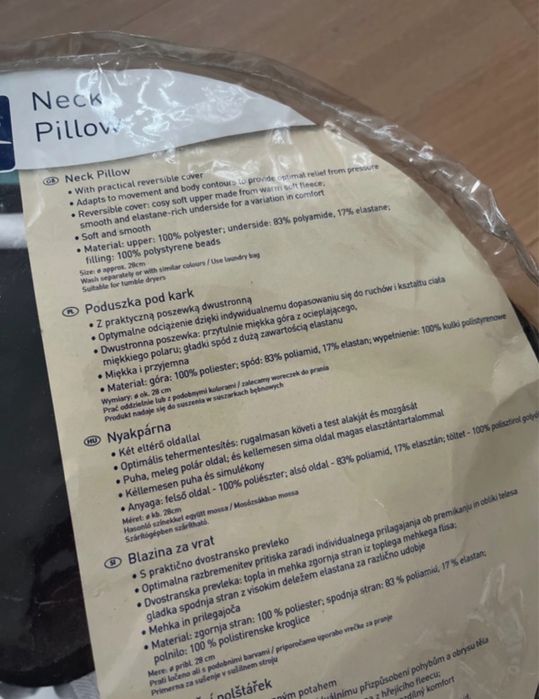 Neck
Pillow
GB Neck Pillow
• With practical reversible cover
• Adapts to movement and body contours to provide optimal relief from pressure
• Reversible cover: cosy soft upper made from warm soft fleece;
smooth and elastane-rich underside for a variation in comfort
• Soft and smooth
• Material: upper: 100% polyester; underside: 83% polyamide, 17% elastane;
filling: 100% polystyrene beads
Size: ø approx. 28cm
Wash separately or with similar colours / Use laundry bag
Suitable for tumble dryers
PL Poduszka pod kark
• Z praktyczną poszewką dwustronną
• Optymalne odciążenie dzięki indywidualnemu dopasowaniu się do ruchów i kształtu ciała
• Dwustronna poszewka: przytulnie miękka góra z ocieplającego,
miękkiego polaru; gładki spód z dużą zawartością elastanu
• Miękka i przyjemna
• Materiał: góra: 100% poliester; spód: 83% poliamid, 17% elastan; wypełnienie: 100% kulki polistyrenowe
Wymiary: ø ok. 28 cm
Prać oddzielnie lub z podobnymi kolorami / zalecamy woreczek do prania
Produkt nadaje się do suszenia w suszarkach bębnowych
HU Nyakpárna
• Két eltérő oldallal
• Optimális tehermentesítés: rugalmasan követi a test alakját és mozgását
• Puha, meleg polár oldal; és kellemesen sima oldal magas elasztántartalommal
• Kellemesen puha és simulékony
• Anyaga: felső oldal - 100% poliészter; alsó oldal - 83% poliamid, 17% elasztán; töltet - 100% polisztirol
Méret: ø kb. 28cm
Hasonló színekkel együtt mossa / Mosózsákban mossa
Szárítógépben szárítható.
SI Blazina za vrat
• S praktično dvostransko prevleko
• Optimalna razbremenitev pritiska zaradi individualnega prilagajanja ob premikanju in obliki telesa
• Dvostranska prevleka: topla in mehka zgornja stran iz toplega mehkega flisa;
gladka spodnja stran z visokim deležem elastana za različno udobje
• Mehka in prilegajoča
• Material: zgornja stran: 100 % poliester; spodnja stran: 83 % poliamid, 17 % elastan;
polnilo: 100 % polistirenske kroglice
Mere: ø pribl. 28 cm
Prati ločeno ali s podobnimi barvami / priporočamo uporabo vrečke za pranje
Primerna za sušenje v sušilnem stroju
polštářek
potahem
přizpůsobení pohybům a obrysu těla
z hřejícího fleecu;
comfort